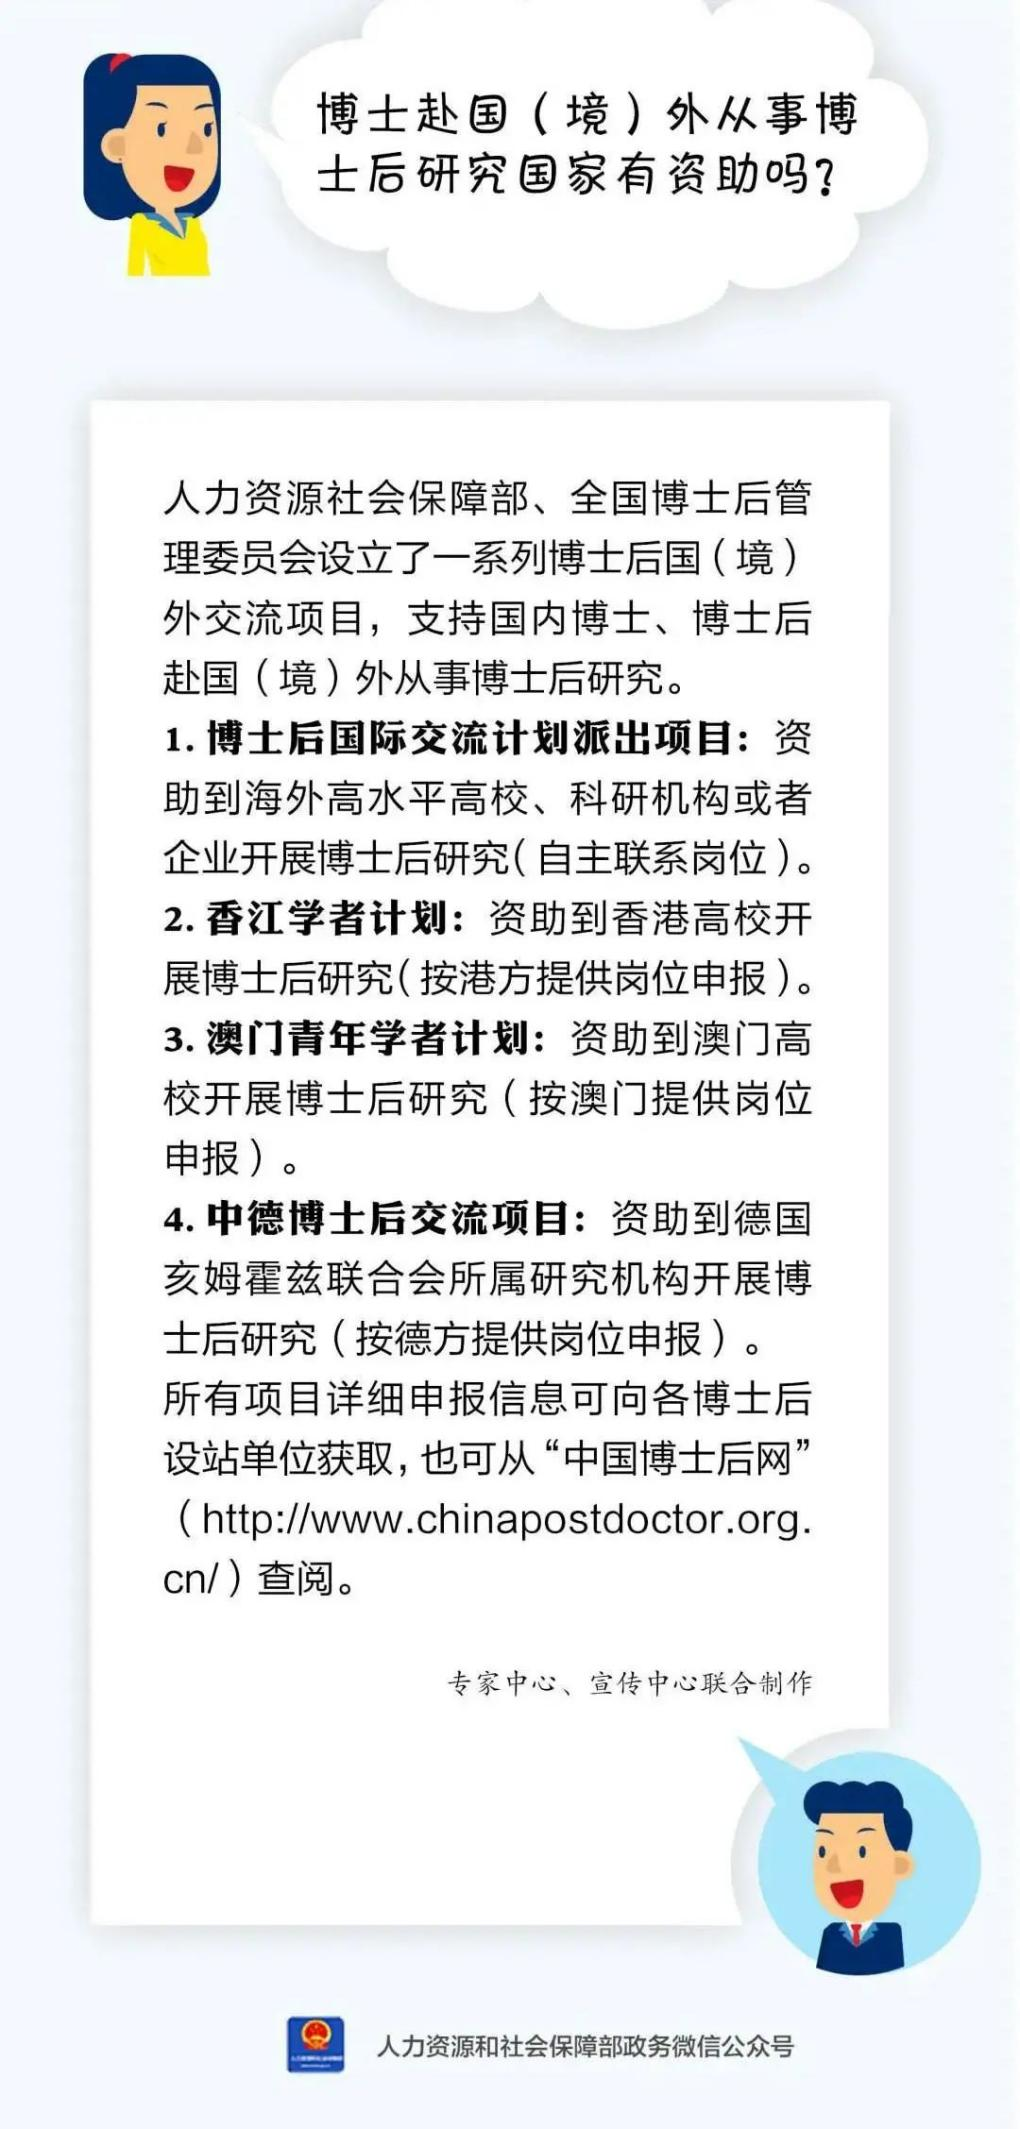 博士赴国（境）外从事博
士后研究国家有资助吗？
人力资源社会保障部、全国博士后管
理委员会设立了一系列博士后国（境）
外交流项目，支持国内博士、博士后
赴国（境）外从事博士后研究。
1. 博士后国际交流计划派出项目：资
助到海外高水平高校、科研机构或者
企业开展博士后研究（自主联系岗位）。
2. 香江学者计划：资助到香港高校开
展博士后研究（按港方提供岗位申报）。
3. 澳门青年学者计划：资助到澳门高
校开展博士后研究（按澳门提供岗位
申报）。
4. 中德博士后交流项目：资助到德国
亥姆霍兹联合会所属研究机构开展博
士后研究（按德方提供岗位申报）。
所有项目详细申报信息可向各博士后
设站单位获取，也可从“中国博士后网”
（http://www.chinapostdoctor.org.
cn/）查阅。
专家中心、宣传中心联合制作
人力资源和社会保障部政务微信公众号